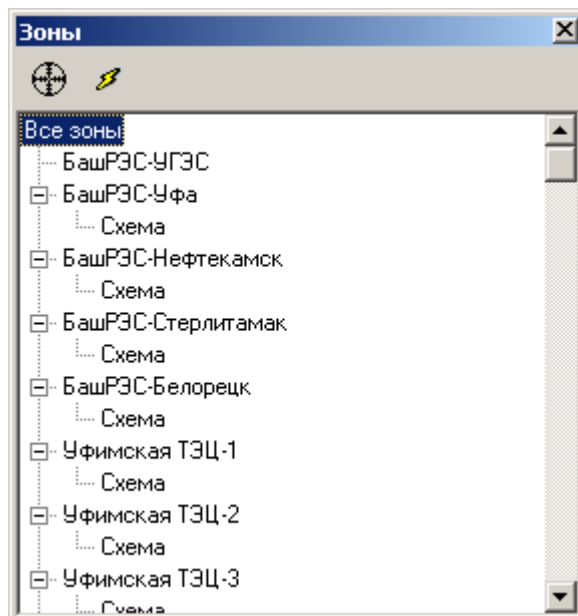 Зоны
Все зоны
БашРЭС-УГЭС
БашРЭС-Уфа
Схема
БашРЭС-Нефтекамск
Схема
БашРЭС-Стерлитамак
Схема
БашРЭС-Белорецк
Схема
Уфимская ТЭЦ-1
Схема
Уфимская ТЭЦ-2
Схема
Уфимская ТЭЦ-3
Схема